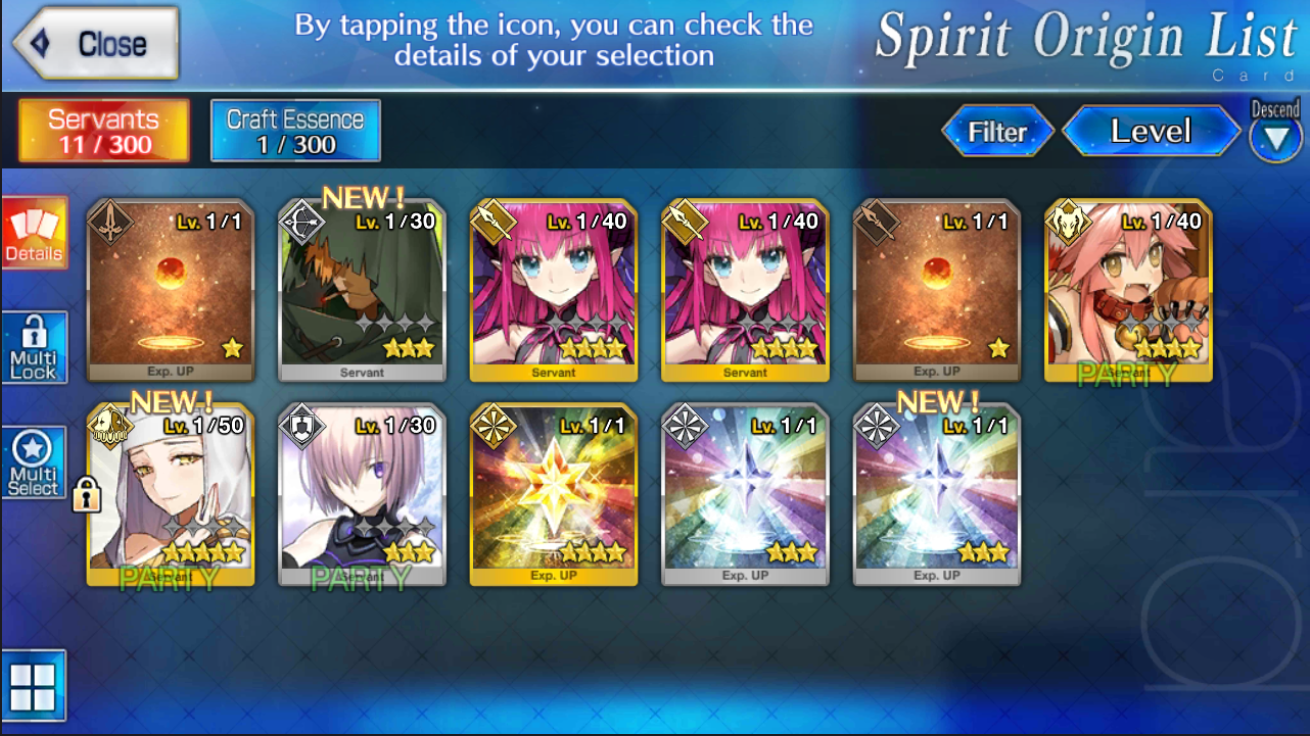 Close
By tapping the icon, you can check the
details of your selection
Spirit Origin List
Card
Servants
11 / 300
Craft Essence
1 / 300
Filter
Level
Descend
Details
Multi
Lock
Multi
Select
Lv. 1/1
Exp. UP
NEW!
Lv. 1/30
Servant
Lv. 1/40
Servant
Lv. 1/40
Servant
Lv. 1/1
Exp. UP
Lv. 1/40
Servant
PARTY
NEW!
Lv. 1/50
Servant
PARTY
Lv. 1/30
Servant
PARTY
Lv. 1/1
Exp. UP
Lv. 1/1
Exp. UP
NEW!
Lv. 1/1
Exp. UP